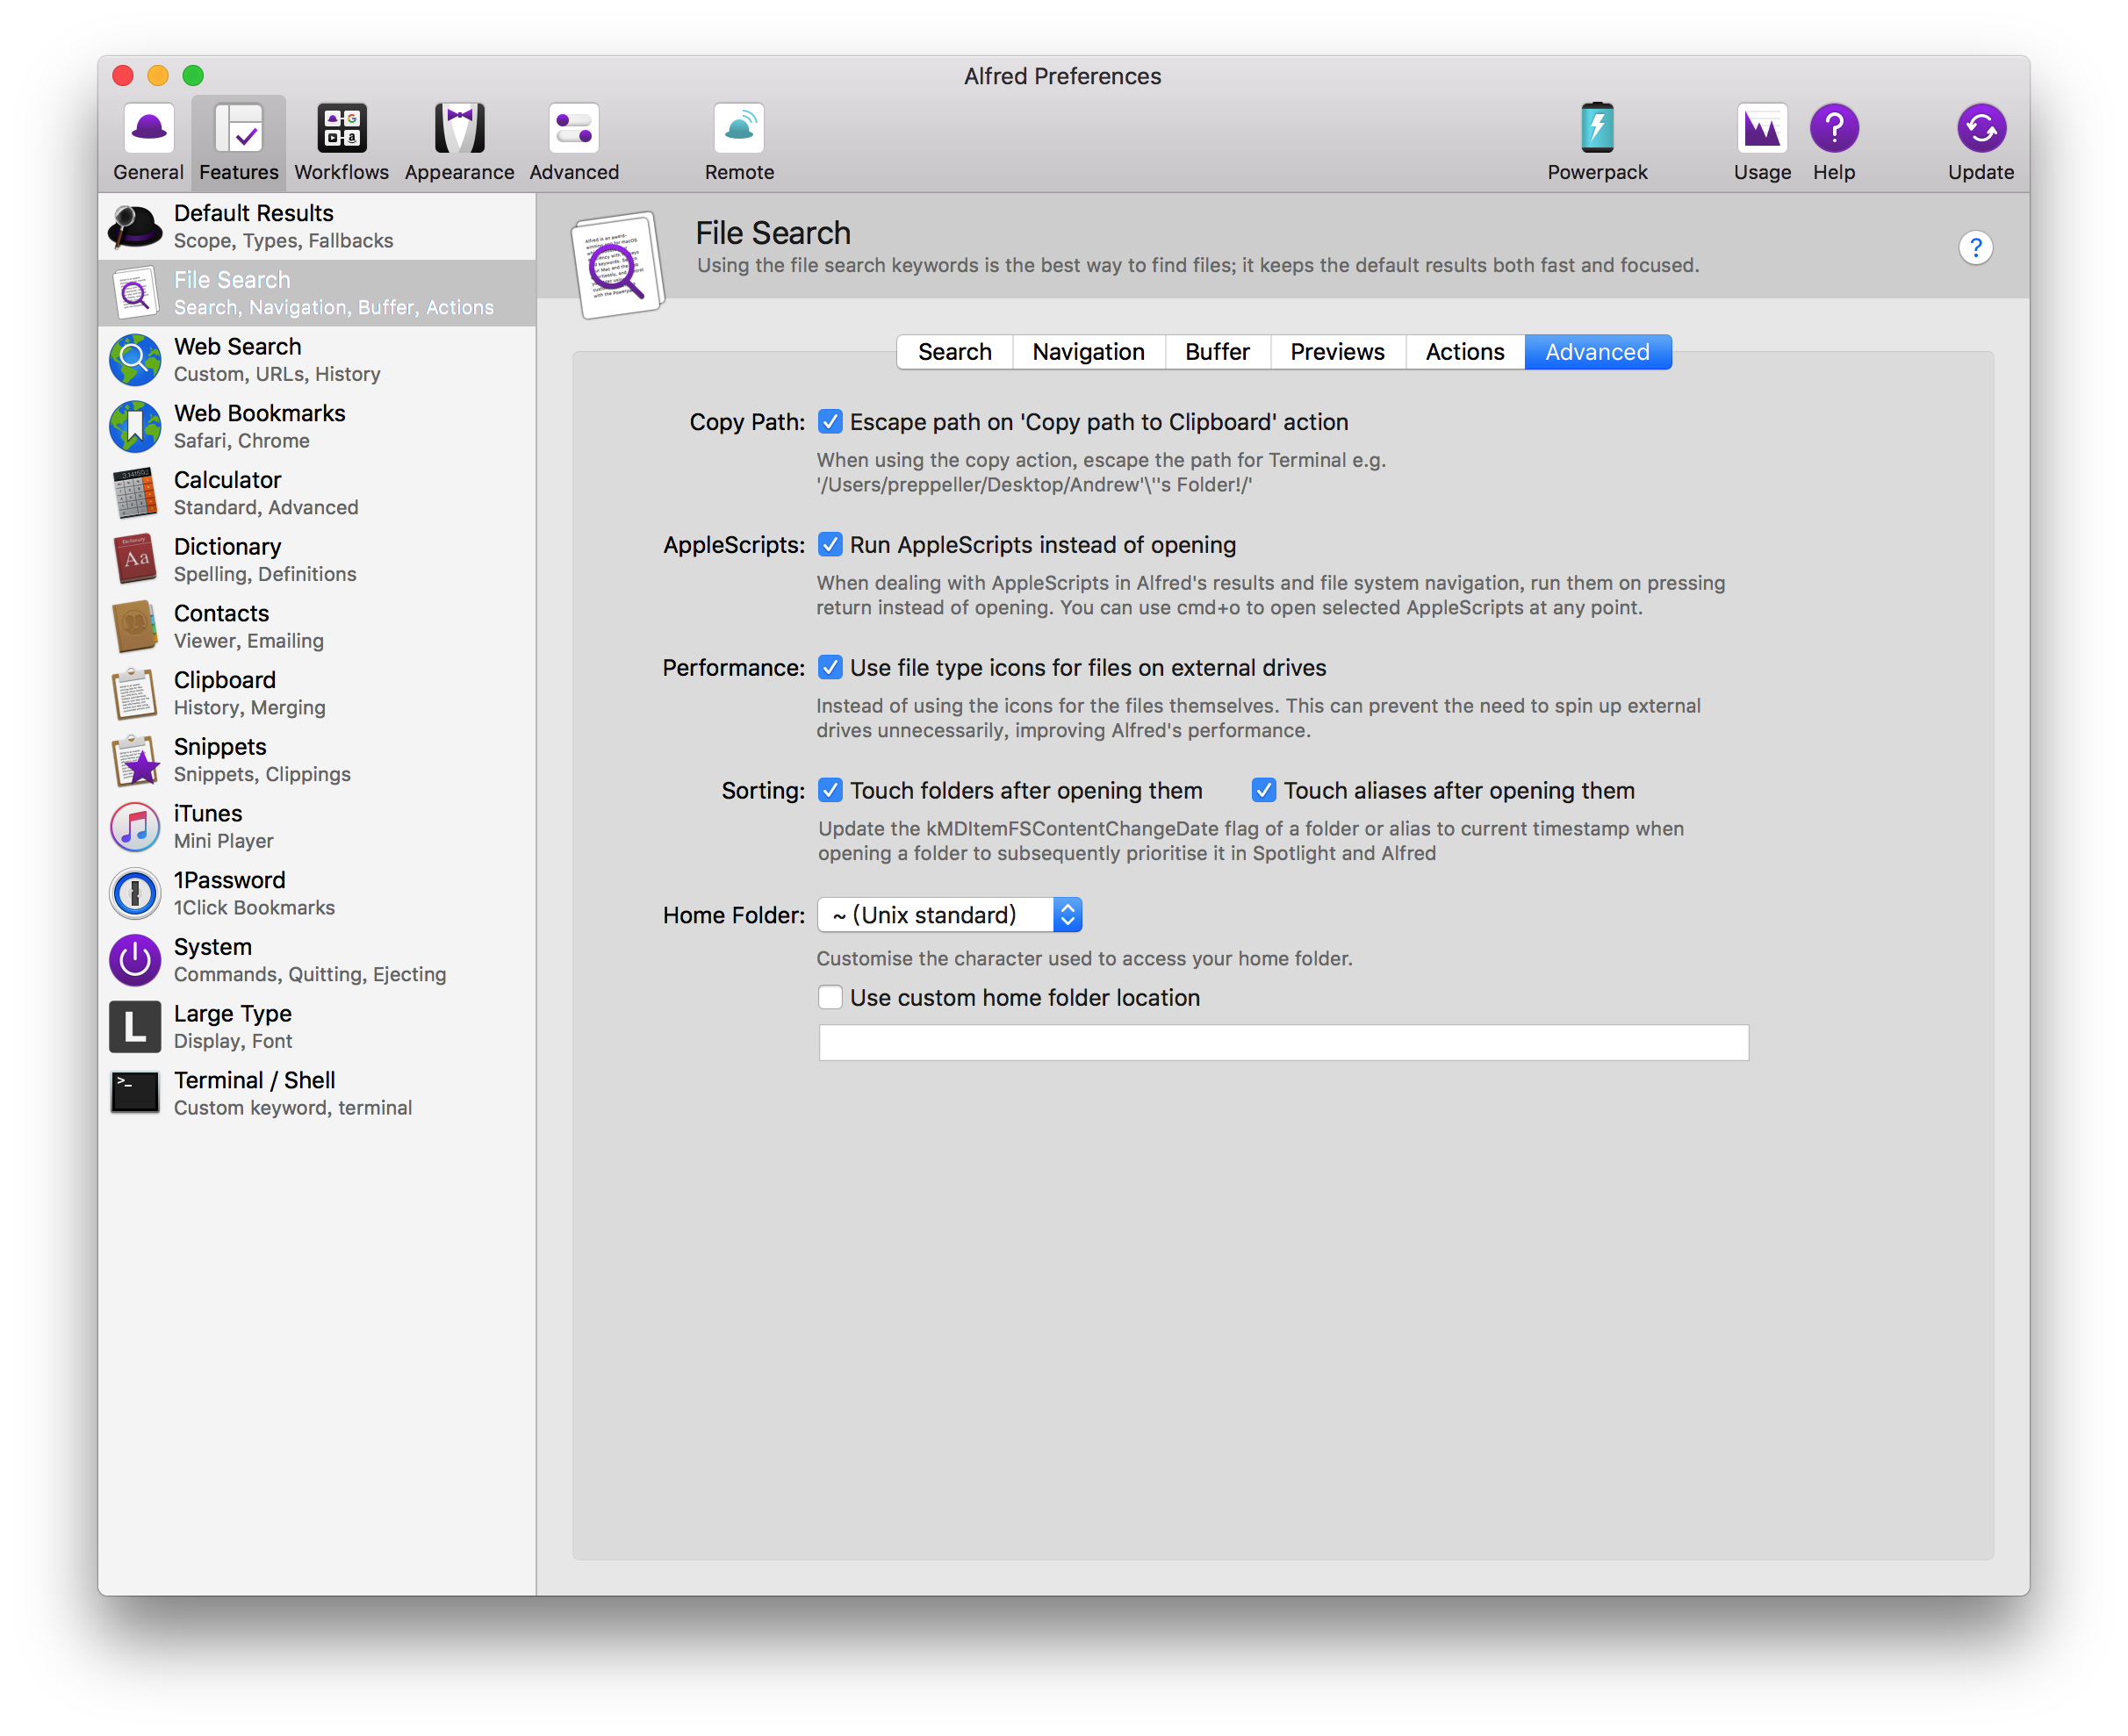 Alfred Preferences
General
Features
Workflows
Appearance
Advanced
Remote
Powerpack
Usage
Help
Update
Default Results
Scope, Types, Fallbacks
File Search
Search, Navigation, Buffer, Actions
Web Search
Custom, URLs, History
Web Bookmarks
Safari, Chrome
Calculator
Standard, Advanced
Dictionary
Spelling, Definitions
Contacts
Viewer, Emailing
Clipboard
History, Merging
Snippets
Snippets, Clippings
iTunes
Mini Player
1Password
1Click Bookmarks
System
Commands, Quitting, Ejecting
L
Large Type
Display, Font
>_
Terminal / Shell
Custom keyword, terminal
File Search
Using the file search keywords is the best way to find files; it keeps the default results both fast and focused.
?
Search
Navigation
Buffer
Previews
Actions
Advanced
Copy Path:
Escape path on 'Copy path to Clipboard' action
When using the copy action, escape the path for Terminal e.g.
'/Users/preppeller/Desktop/Andrew'\''s Folder!/'
AppleScripts:
Run AppleScripts instead of opening
When dealing with AppleScripts in Alfred's results and file system navigation, run them on pressing
return instead of opening. You can use cmd+o to open selected AppleScripts at any point.
Performance:
Use file type icons for files on external drives
Instead of using the icons for the files themselves. This can prevent the need to spin up external
drives unnecessarily, improving Alfred's performance.
Sorting:
Touch folders after opening them
Touch aliases after opening them
Update the kMDItemFSContentChangeDate flag of a folder or alias to current timestamp when
opening a folder to subsequently prioritise it in Spotlight and Alfred
Home Folder:
~ (Unix standard)
Customise the character used to access your home folder.
Use custom home folder location